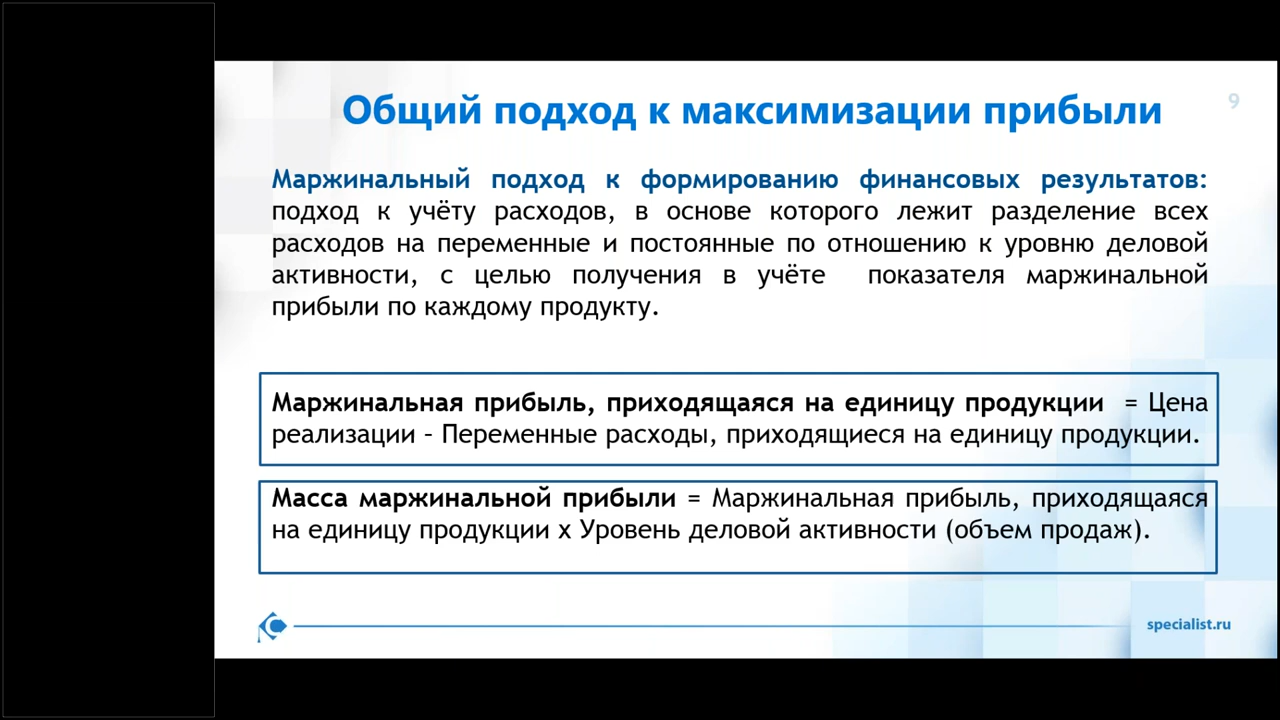 Общий подход к максимизации прибыли
9
Маржинальный подход к формированию финансовых результатов:
подход к учёту расходов, в основе которого лежит разделение всех
расходов на переменные и постоянные по отношению к уровню деловой
активности, с целью получения в учёте показателя маржинальной
прибыли по каждому продукту.
Маржинальная прибыль, приходящаяся на единицу продукции = Цена
реализации – Переменные расходы, приходящиеся на единицу продукции.
Масса маржинальной прибыли = Маржинальная прибыль, приходящаяся
на единицу продукции х Уровень деловой активности (объем продаж).
specialist.ru